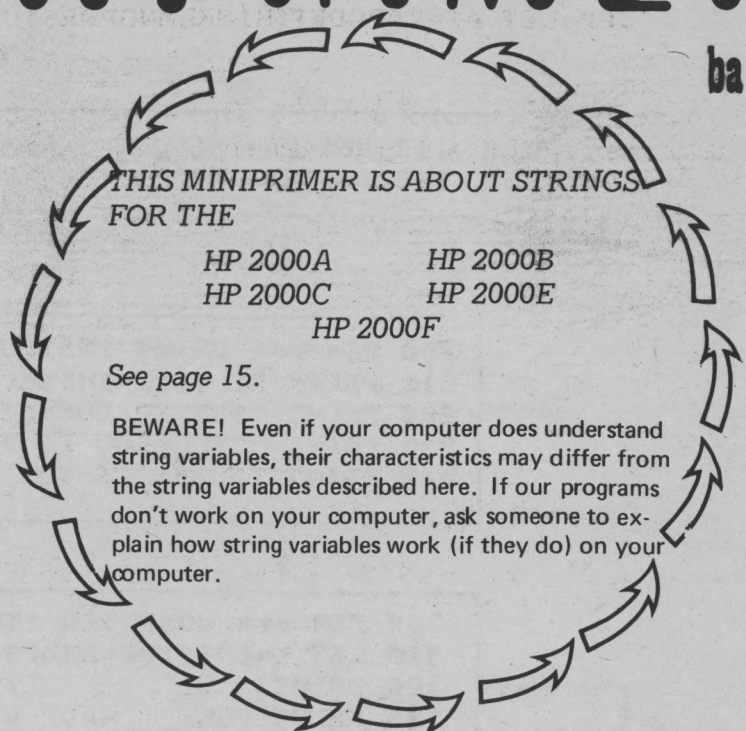 ba
THIS MINIPRIMER IS ABOUT STRINGS
FOR THE
HP 2000A HP 2000B
HP 2000C HP 2000E
HP 2000F
See page 15.
BEWARE! Even if your computer does understand
string variables, their characteristics may differ from
the string variables described here. If our programs
don't work on your computer, ask someone to ex-
plain how string variables work (if they do) on your
computer.